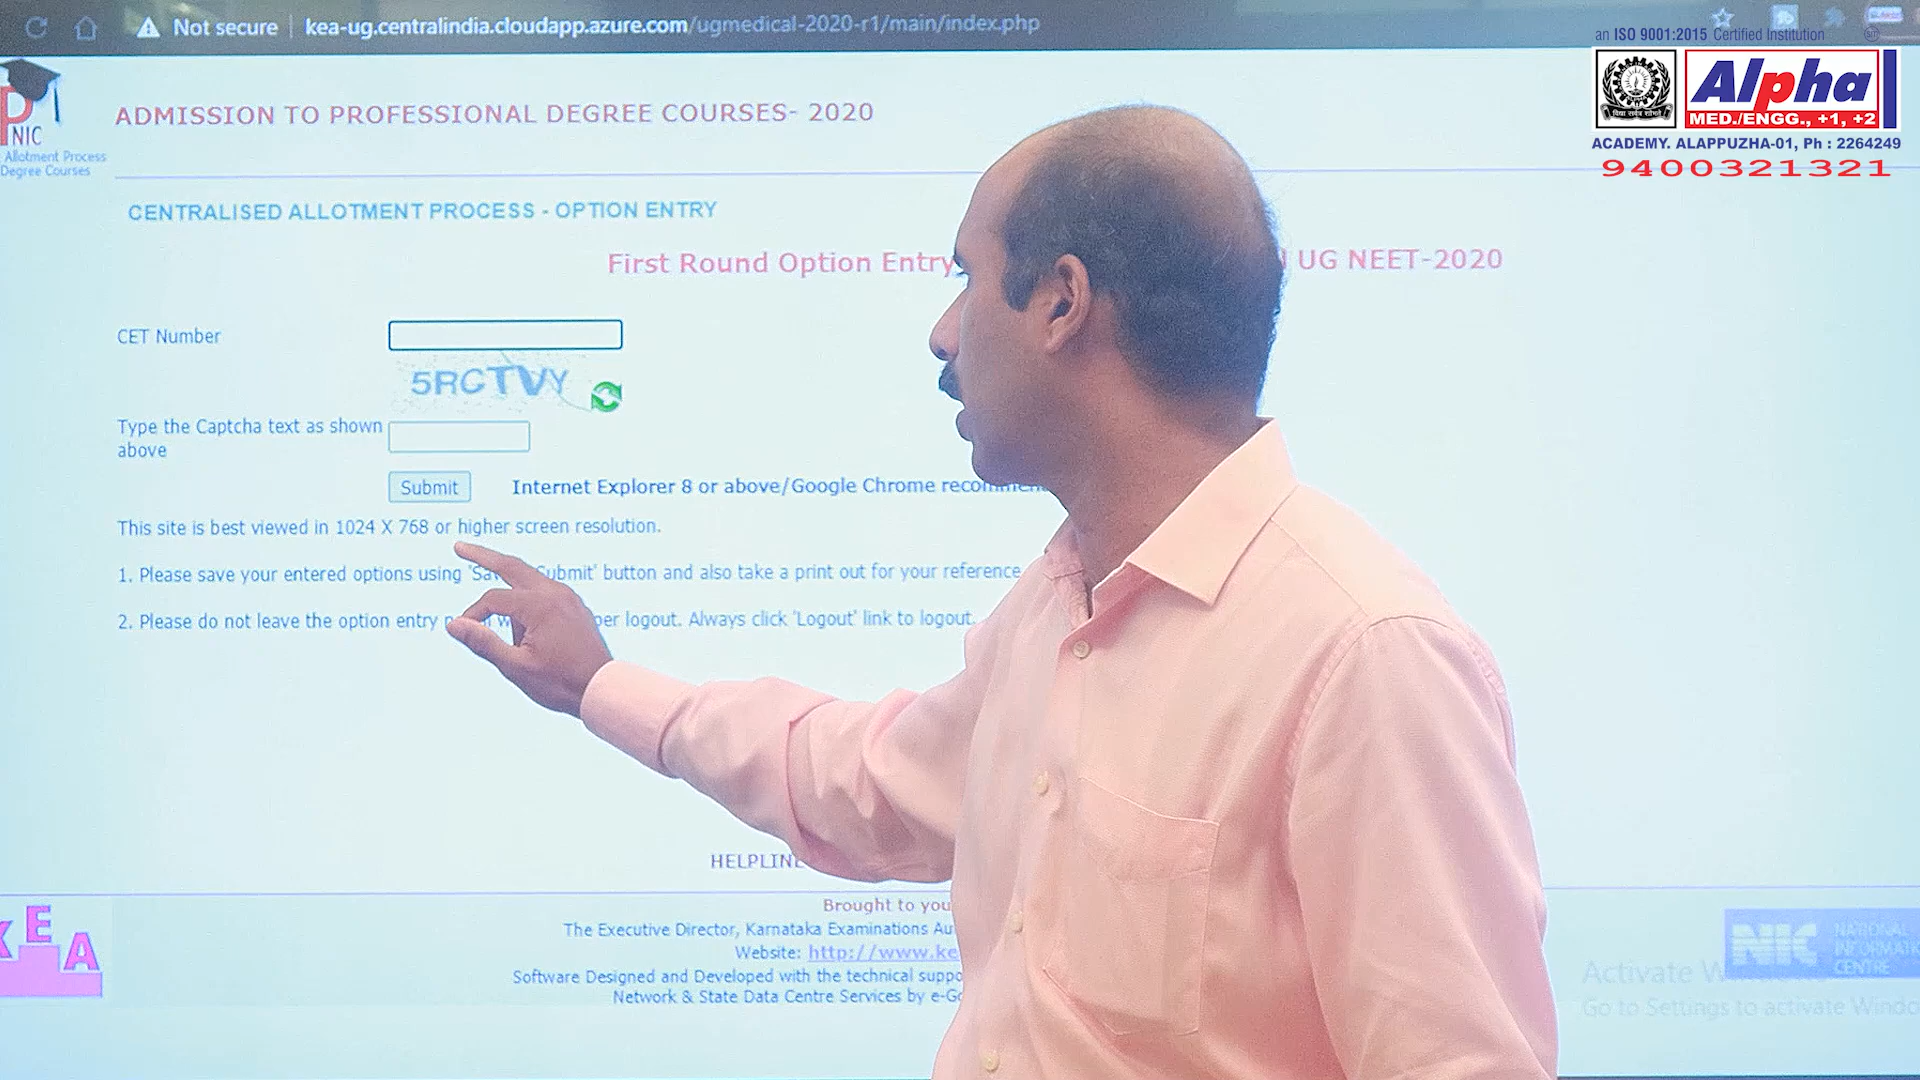 Not secure | kea-ug.centralindia.cloudapp.azure.com/ugmedical-2020-r1/main/index.php
an ISO 9001:2015 Certified Institution
Alpha
MED./ENGG., +1, +2
ACADEMY. ALAPPUZHA-01, Ph : 2264249
9400321321
P
NIC
Allotment Process
Degree Courses
ADMISSION TO PROFESSIONAL DEGREE COURSES- 2020
CENTRALISED ALLOTMENT PROCESS - OPTION ENTRY
First Round Option Entry UG NEET-2020
CET Number
5RCTVY
Type the Captcha text as shown
above
Submit Internet Explorer 8 or above/Google Chrome
This site is best viewed in 1024 X 768 or higher screen resolution.
1. Please save your entered options using Submit' button and also take a print out for your reference
2. Please do not leave the option entry logout. Always click 'Logout' link to logout.
Brought to you
The Executive Director, Karnataka Examinations
Website: http://www.ke
Software Designed and Developed with the technical
Network & State Data Centre Services by
KEA
NIC NATIONAL
CENTRE
Activate
Go to Settings to activate